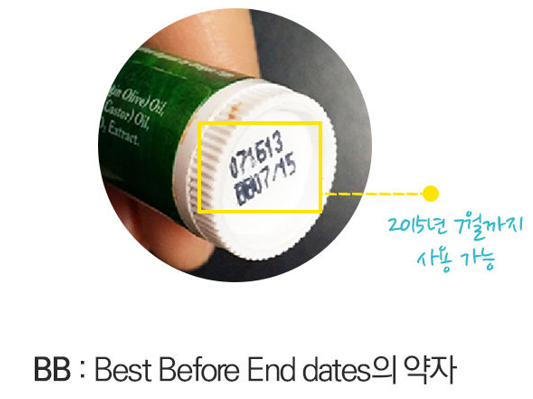 (Olive) Oil,
Castor) Oil,
Extract.
071613
BB07/15
2015년 7월까지
사용 가능
BB : Best Before End dates의 약자